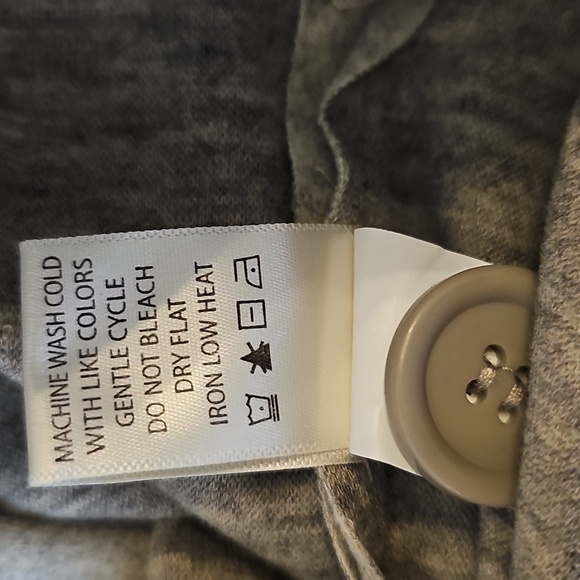 MACHINE WASH COLD
WITH LIKE COLORS
GENTLE CYCLE
DO NOT BLEACH
DRY FLAT
IRON LOW HEAT